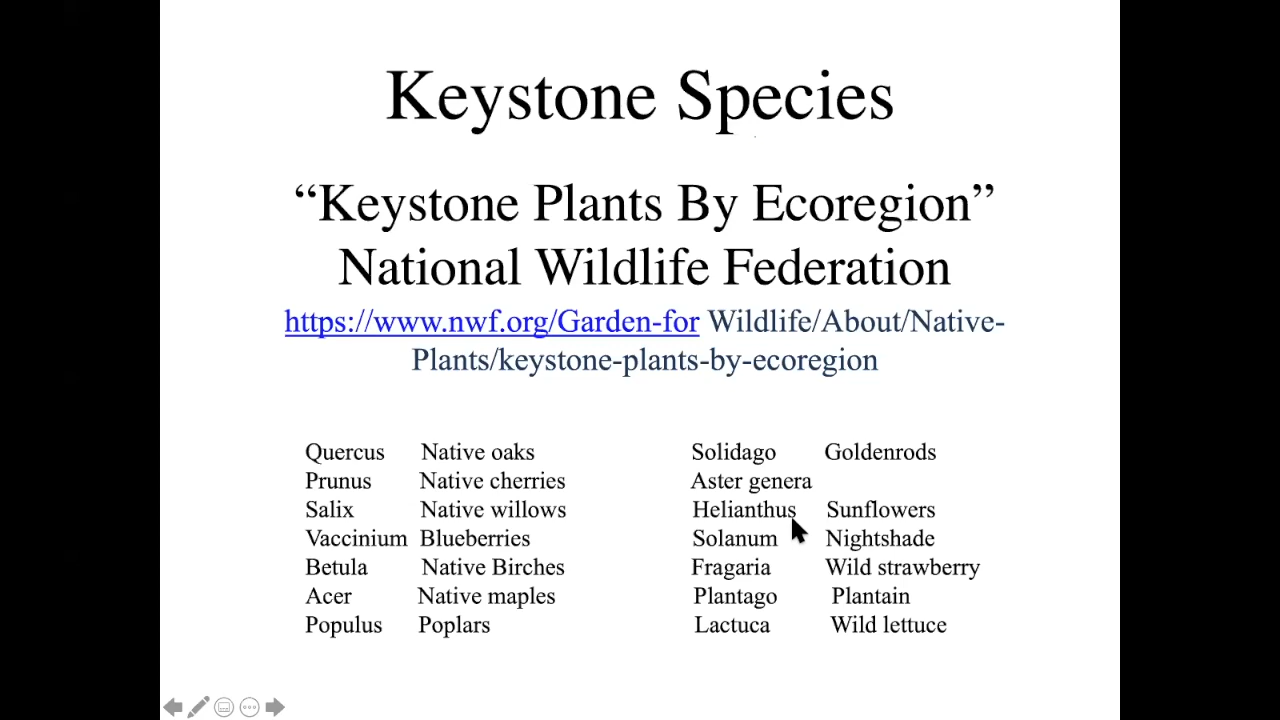 Keystone Species
“Keystone Plants By Ecoregion”
National Wildlife Federation
https://www.nwf.org/Garden-for Wildlife/About/Native-
Plants/keystone-plants-by-ecoregion
Quercus Native oaks
Prunus Native cherries
Salix Native willows
Vaccinium Blueberries
Betula Native Birches
Acer Native maples
Populus Poplars
Solidago Goldenrods
Aster genera
Helianthus Sunflowers
Solanum Nightshade
Fragaria Wild strawberry
Plantago Plantain
Lactuca Wild lettuce